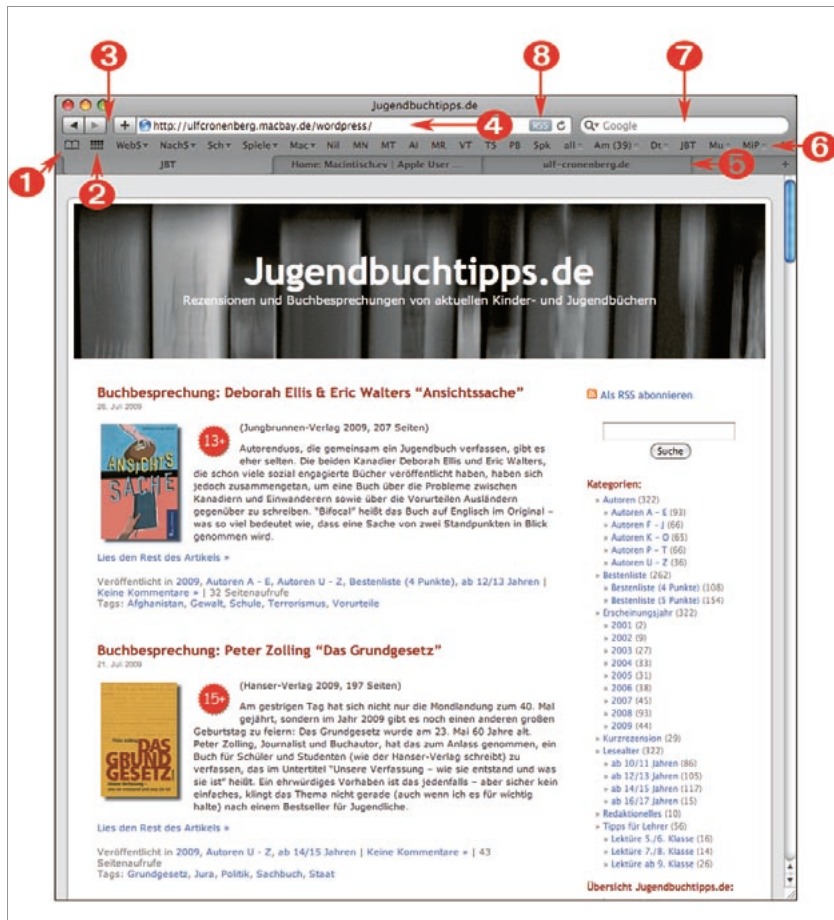 3
8
7
Jugendbuchtipps.de
http://ulfcronenberg.macbay.de/wordpress/
4
RSS
Google
WebS NachS Sch Spiele Mac Nil MN MT AI MR VT TS PB Spk all Am (39) Dt JBT Mu MiP
6
1
2
JBT
Home: Macintisch.ev | Apple User ...
ulf-cronenberg.de
5
Jugendbuchtipps.de
Rezensionen und Buchbesprechungen von aktuellen Kinder- und Jugendbüchern
Buchbesprechung: Deborah Ellis & Eric Walters “Ansichtssache”
26. Juli 2009
ANSICHTS
SACHE
13+
(Jungbrunnen-Verlag 2009, 207 Seiten)
Autorenduos, die gemeinsam ein Jugendbuch verfassen, gibt es
eher selten. Die beiden Kanadier Deborah Ellis und Eric Walters,
die schon viele sozial engagierte Bücher veröffentlicht haben, haben sich
jedoch zusammengetan, um eine Buch über die Probleme zwischen
Kanadiern und Einwanderern sowie über die Vorurteilen Ausländern
gegenüber zu schreiben. “Bifocal” heißt das Buch auf Englisch im Original –
was so viel bedeutet wie, dass eine Sache von zwei Standpunkten in Blick
genommen wird.
Lies den Rest des Artikels »
Veröffentlicht in 2009, Autoren A – E, Autoren U – Z, Bestenliste (4 Punkte), ab 12/13 Jahren |
Keine Kommentare » | 32 Seitenaufrufe
Tags: Afghanistan, Gewalt, Schule, Terrorismus, Vorurteile
Buchbesprechung: Peter Zolling “Das Grundgesetz”
21. Juli 2009
DAS
GRUND
GESETZ
15+
(Hanser-Verlag 2009, 197 Seiten)
Am gestrigen Tag hat sich nicht nur die Mondlandung zum 40. Mal
gejährt, sondern im Jahr 2009 gibt es noch einen anderen großen
Geburtstag zu feiern: Das Grundgesetz wurde am 23. Mai 60 Jahre alt.
Peter Zolling, Journalist und Buchautor, hat das zum Anlass genommen, ein
Buch für Schüler und Studenten (wie der Hanser-Verlag schreibt) zu
verfassen, das im Untertitel “Unsere Verfassung – wie sie entstand und was
sie ist” heißt. Ein ehrwürdiges Vorhaben ist das jedenfalls – aber sicher kein
einfaches, klingt das Thema nicht gerade (auch wenn ich es für wichtig
halte) nach einem Bestseller für Jugendliche.
Lies den Rest des Artikels »
Veröffentlicht in 2009, Autoren U – Z, ab 14/15 Jahren | Keine Kommentare » | 43
Seitenaufrufe
Tags: Grundgesetz, Jura, Politik, Sachbuch, Staat
Als RSS abonnieren
Suche
Kategorien:
» Autoren (322)
» Autoren A – E (93)
» Autoren F – J (66)
» Autoren K – O (65)
» Autoren P – T (66)
» Autoren U – Z (36)
» Bestenliste (262)
» Bestenliste (4 Punkte) (108)
» Bestenliste (5 Punkte) (154)
» Erscheinungsjahr (322)
» 2001 (2)
» 2002 (9)
» 2003 (27)
» 2004 (33)
» 2005 (31)
» 2006 (38)
» 2007 (45)
» 2008 (93)
» 2009 (44)
» Kurzrezension (29)
» Lesealter (322)
» ab 10/11 Jahren (86)
» ab 12/13 Jahren (105)
» ab 14/15 Jahren (117)
» ab 16/17 Jahren (15)
» Redaktionelles (10)
» Tipps für Lehrer (56)
» Lektüre 5./6. Klasse (16)
» Lektüre 7./8. Klasse (14)
» Lektüre ab 9. Klasse (26)
Übersicht Jugendbuchtipps.de: